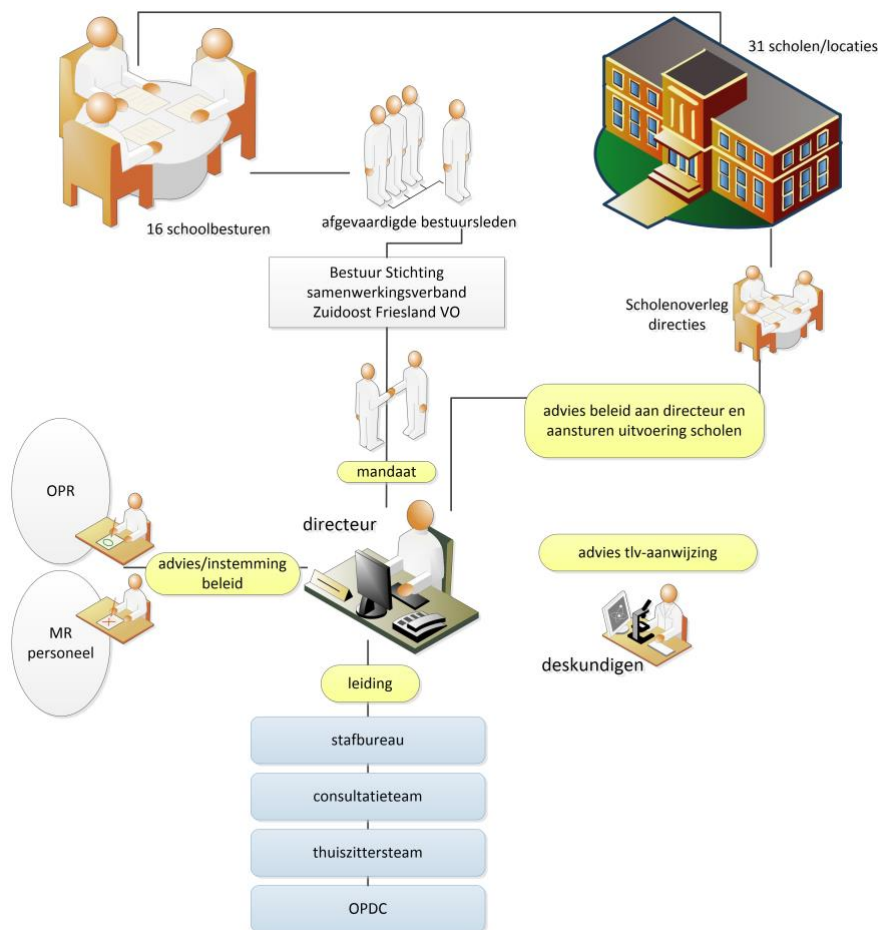 31 scholen/locaties
16 schoolbesturen
afgevaardigde bestuursleden
Bestuur Stichting
samenwerkingsverband
Zuidoost Friesland VO
Scholenoverleg
directies
advies beleid aan directeur en
aansturen uitvoering scholen
mandaat
OPR
directeur
advies/instemming
beleid
advies tlv-aanwijzing
MR
personeel
deskundigen
leiding
stafbureau
consultatieteam
thuiszittersteam
OPDC